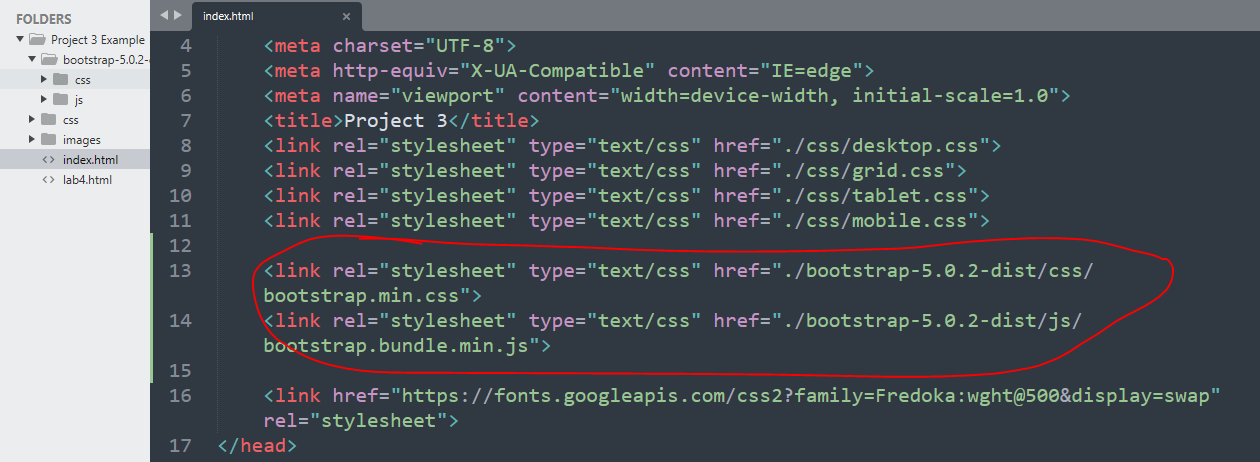 FOLDERS
Project 3 Example
bootstrap-5.0.2-
css
js
css
images
index.html
lab4.html
index.html
4 <meta charset="UTF-8">
5 <meta http-equiv="X-UA-Compatible" content="IE=edge">
6 <meta name="viewport" content="width=device-width, initial-scale=1.0">
7 <title>Project 3</title>
8 <link rel="stylesheet" type="text/css" href="./css/desktop.css">
9 <link rel="stylesheet" type="text/css" href="./css/grid.css">
10 <link rel="stylesheet" type="text/css" href="./css/tablet.css">
11 <link rel="stylesheet" type="text/css" href="./css/mobile.css">
12
13 <link rel="stylesheet" type="text/css" href="./bootstrap-5.0.2-dist/css/
bootstrap.min.css">
14 <link rel="stylesheet" type="text/css" href="./bootstrap-5.0.2-dist/js/
bootstrap.bundle.min.js">
15
16 <link href="https://fonts.googleapis.com/css2?family=Fredoka:wght@500&display=swap"
rel="stylesheet">
17 </head>